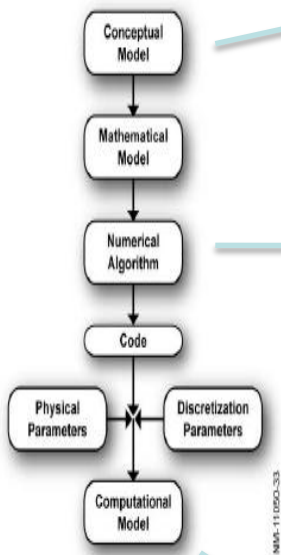 Conceptual
Model
Mathematical
Model
Numerical
Algorithm
Code
Physical
Parameters
Discretization
Parameters
Computational
Model
NM-11050-33